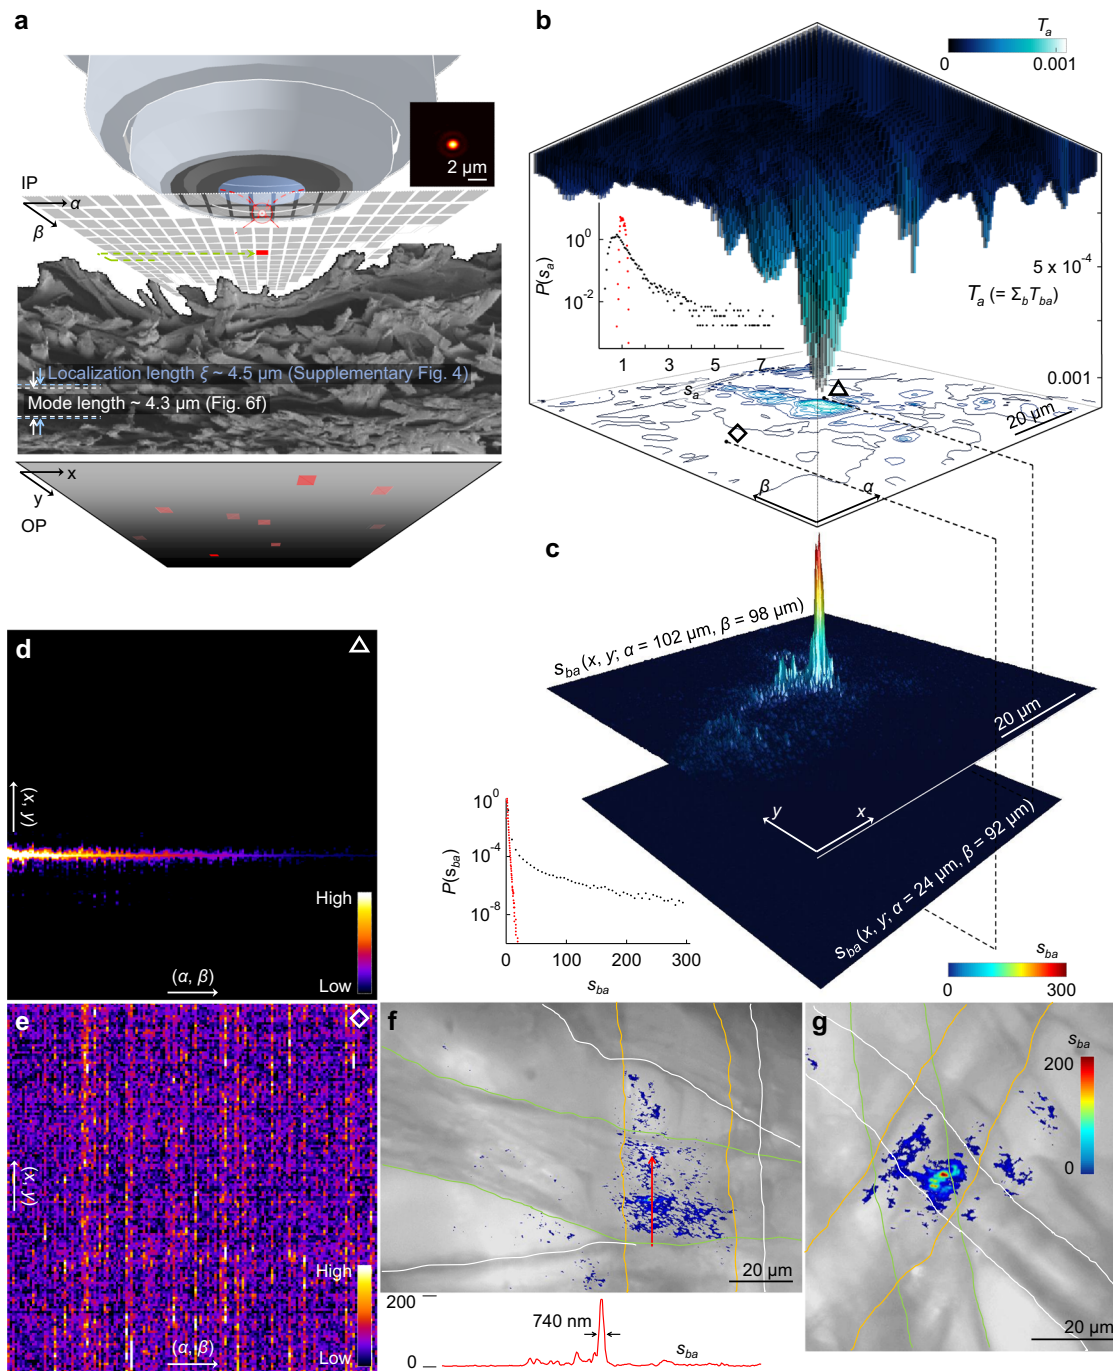 a
2 μm
IP
α
β
Localization length ξ ~ 4.5 μm (Supplementary Fig. 4)
Mode length ~ 4.3 μm (Fig. 6f)
x
y
OP
b
T_a
0
0.001
P(s_a)
10^0
10^-2
1
3
5
7
s_a
5 x 10^-4
T_a (= Σ_b T_ba)
0.001
20 μm
β
α
c
s_ba (x, y; α = 102 μm, β = 98 μm)
20 μm
y
x
s_ba (x, y; α = 24 μm, β = 92 μm)
P(s_ba)
10^0
10^-4
10^-8
0
100
200
300
s_ba
s_ba
0
300
d
(x, y)
(α, β)
High
Low
e
(x, y)
(α, β)
High
Low
f
20 μm
200
0
740 nm
s_ba
g
s_ba
200
0
20 μm